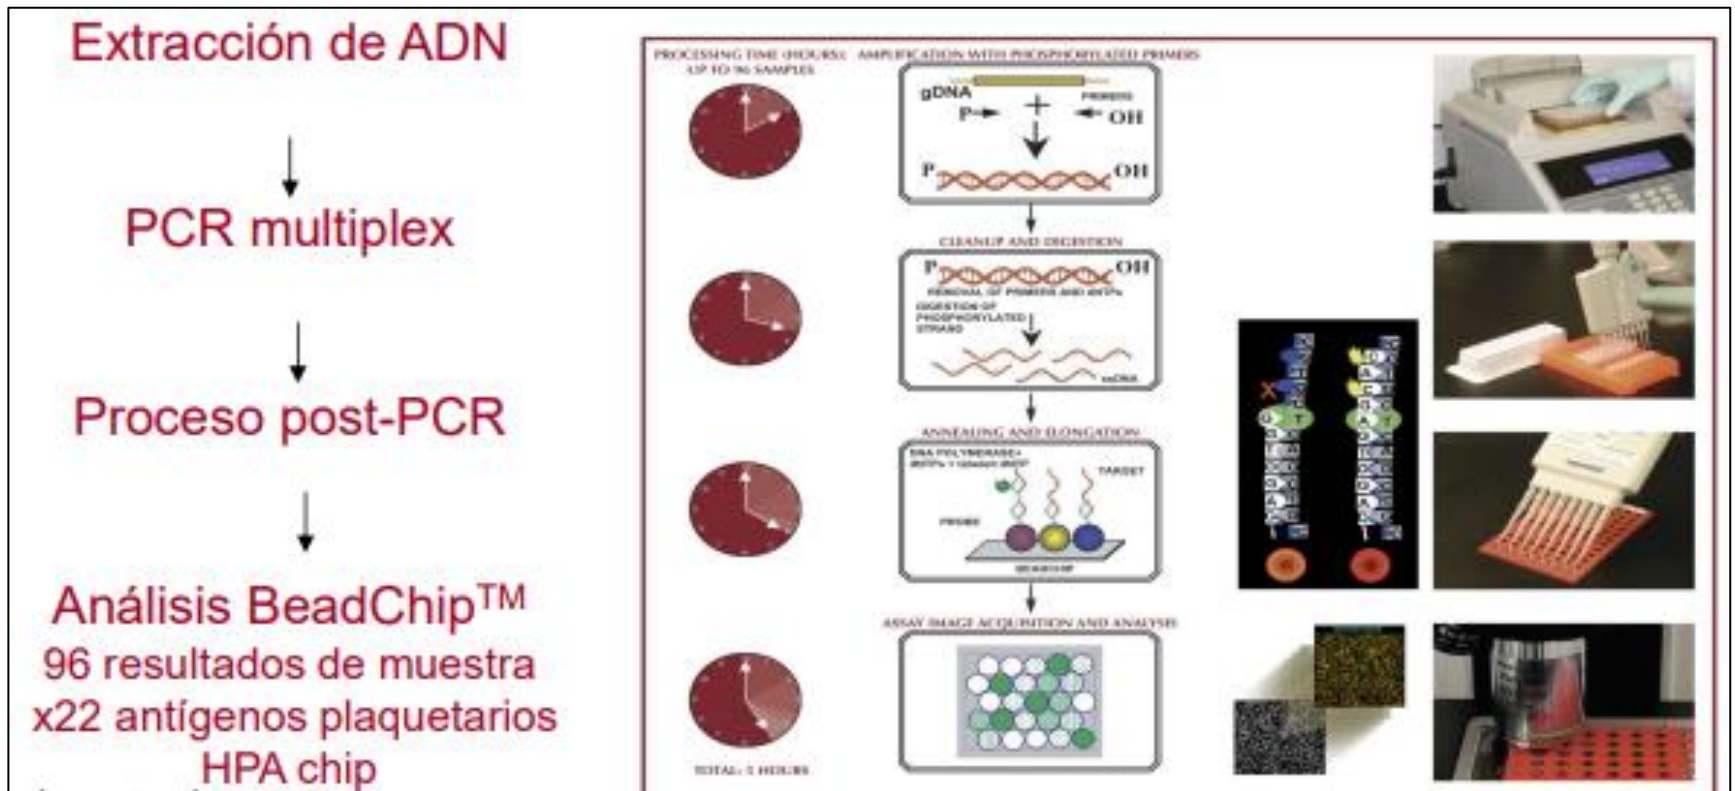 Extracción de ADN
PCR multiplex
Proceso post-PCR
Análisis BeadChip™
96 resultados de muestra
x22 antígenos plaquetarios
HPA chip
PROCESSING TIME (HOURS):
UP TO 96 SAMPLES
TOTAL: 5 HOURS
AMPLIFICATION WITH PHOSPHORYLATED PRIMERS
gDNA
PRIMERS
P
OH
P
OH
CLEANUP AND DIGESTION
P
OH
REMOVAL OF PRIMERS AND dNTPs
DIGESTION OF
PHOSPHORYLATED
STRAND
ssDNA
ANNEALING AND ELONGATION
DNA POLYMERASE+
TARGET
PROBE
BEADCHIP
ASSAY IMAGE ACQUISITION AND ANALYSIS
X
G T
A T